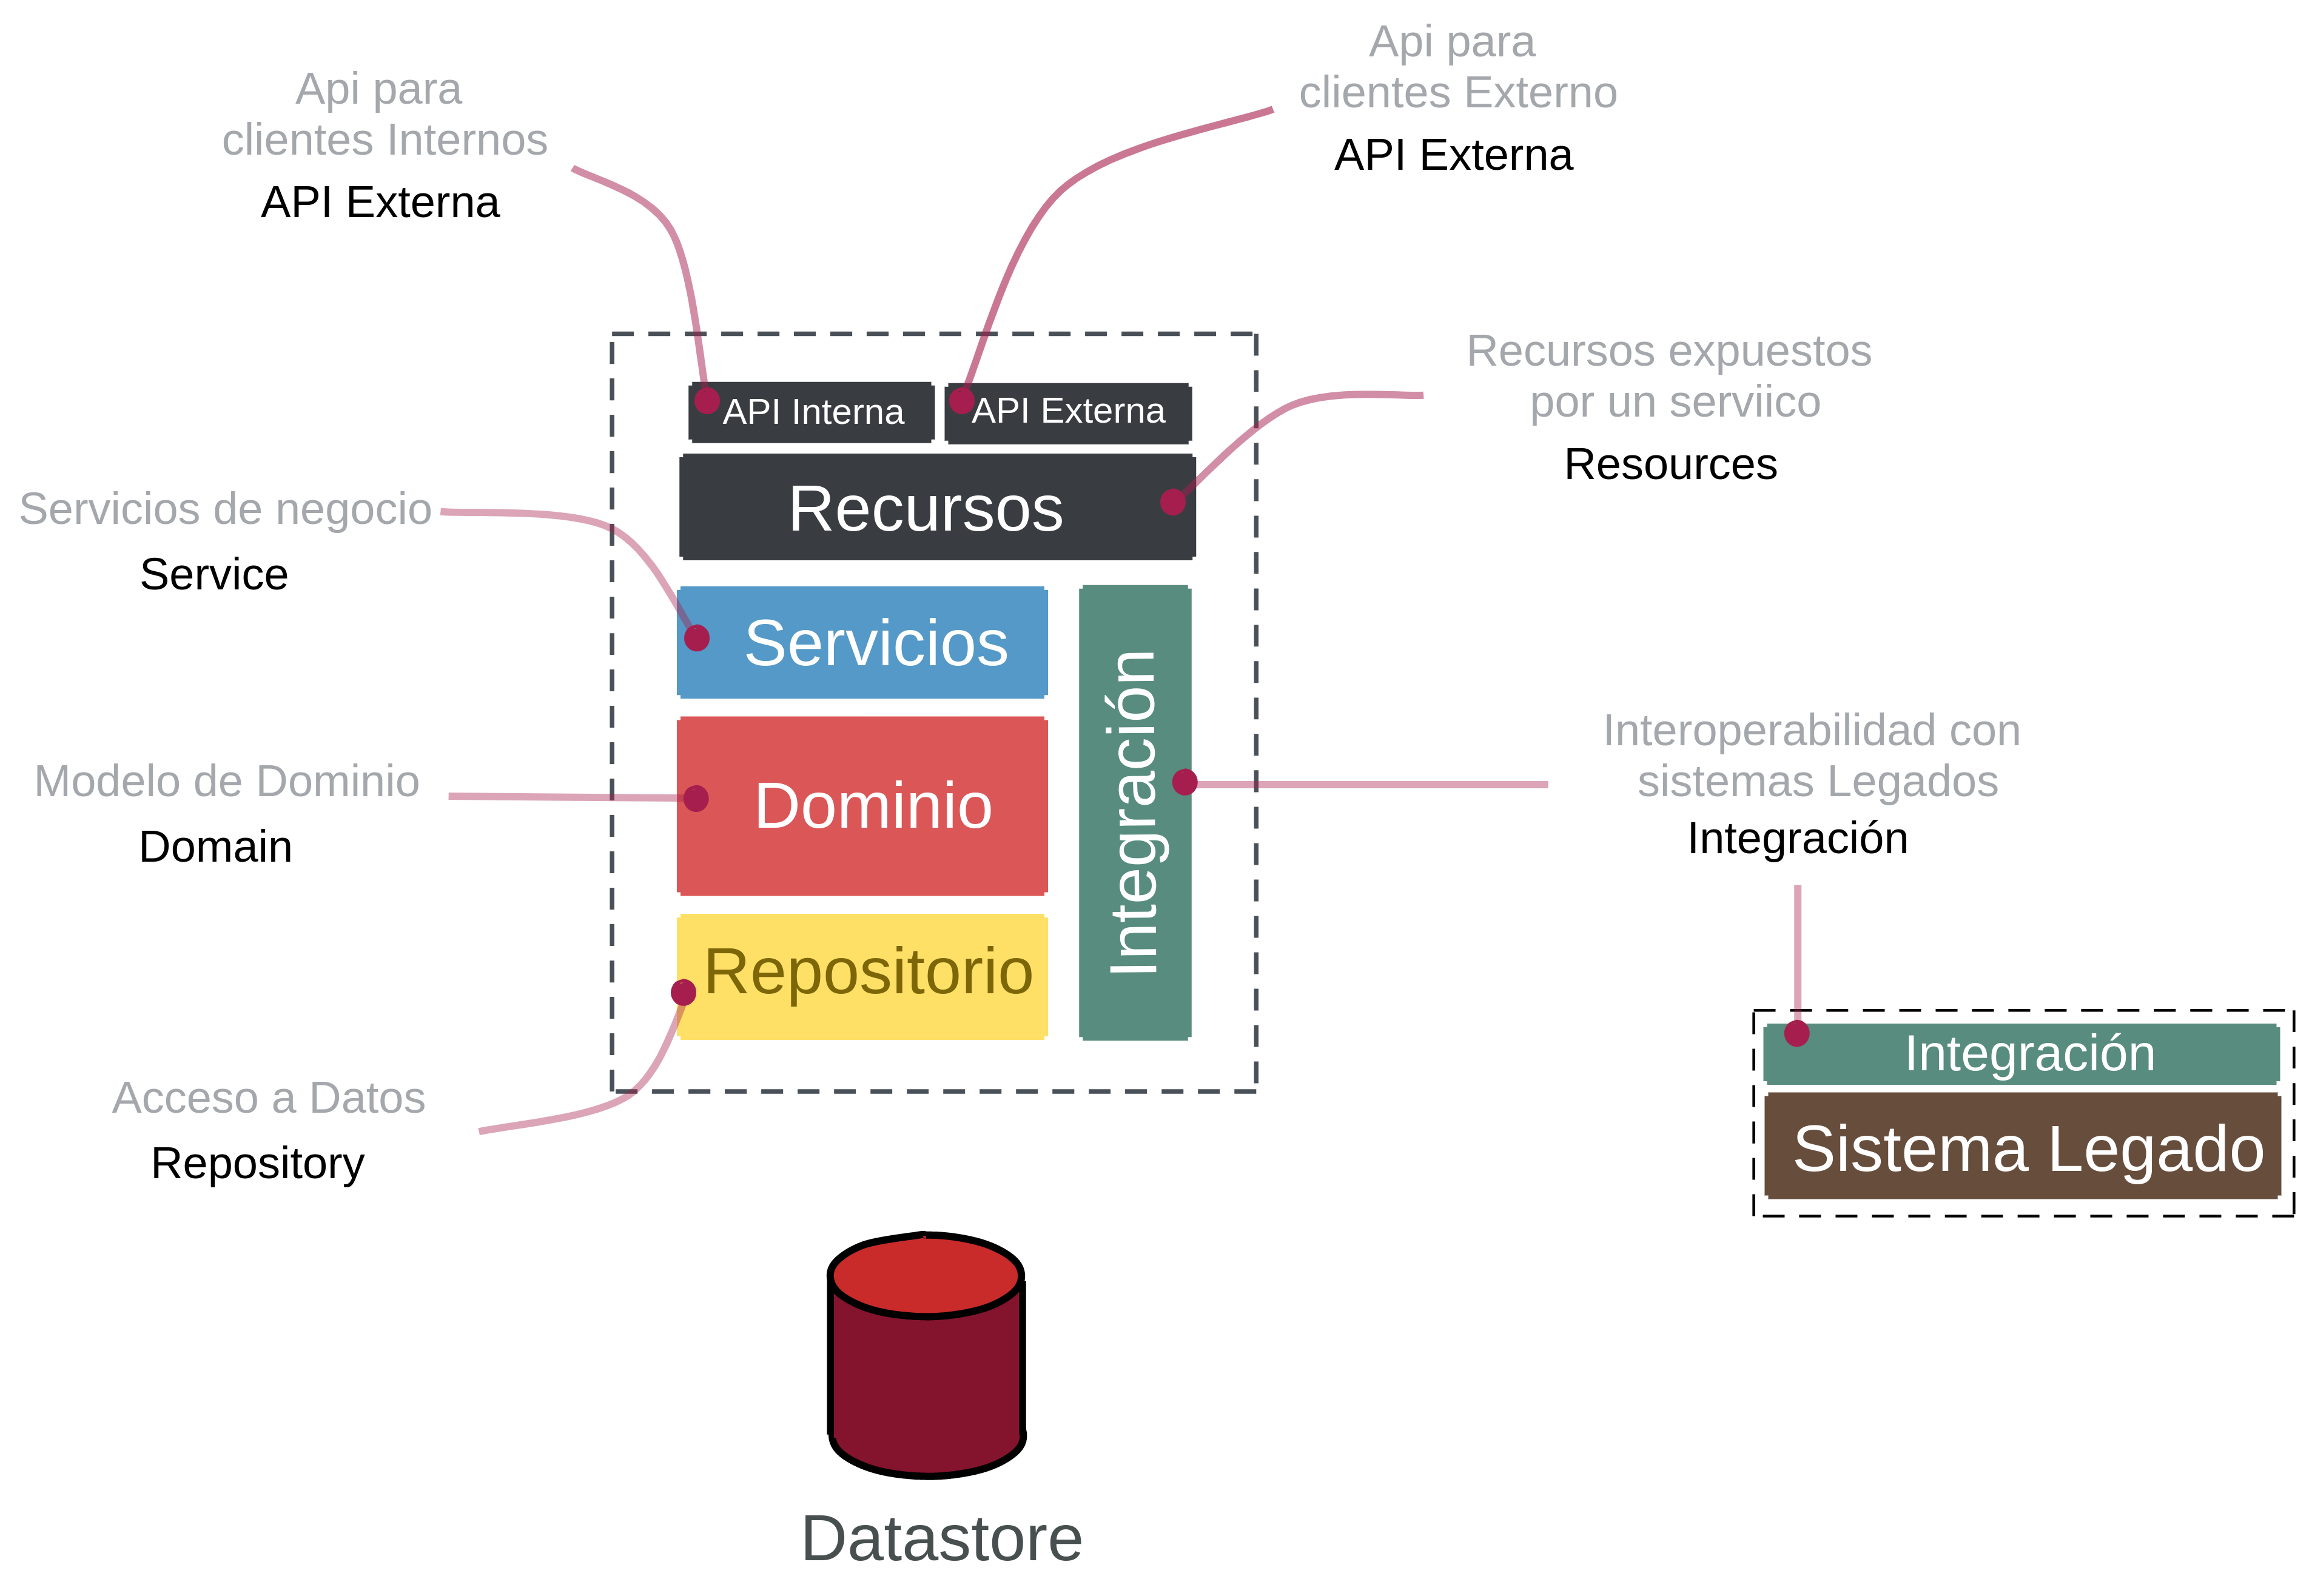 Api para
clientes Internos
API Externa
Api para
clientes Externo
API Externa
API Interna
API Externa
Recursos
Recursos expuestos
por un serviico
Resources
Servicios de negocio
Service
Servicios
Integración
Modelo de Dominio
Domain
Dominio
Interoperabilidad con
sistemas Legados
Integración
Repositorio
Acceso a Datos
Repository
Integración
Sistema Legado
Datastore